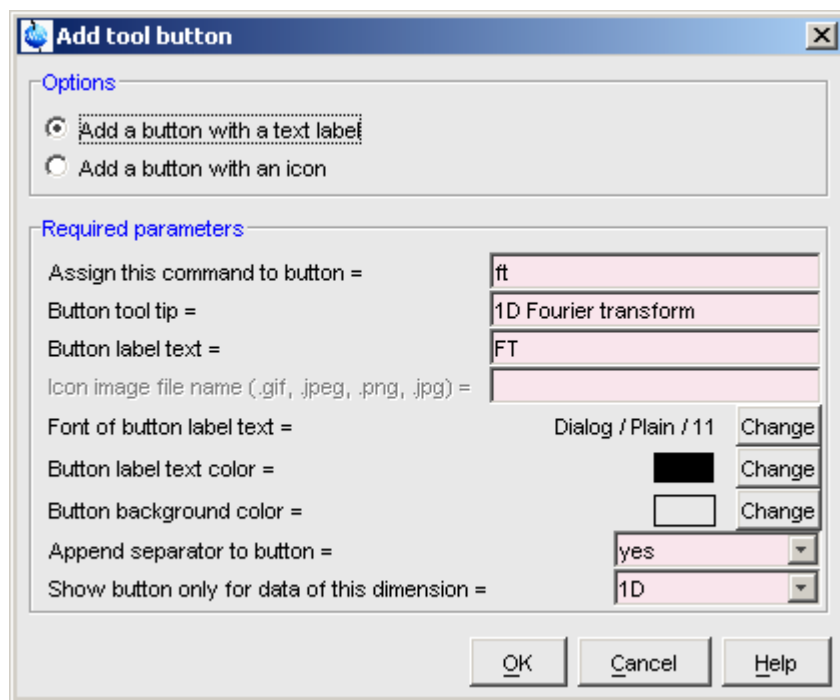 Add tool button
Options
Add a button with a text label
Add a button with an icon
Required parameters
Assign this command to button = ft
Button tool tip = 1D Fourier transform
Button label text = FT
Icon image file name (.gif, .jpeg, .png, .jpg) =
Font of button label text = Dialog / Plain / 11 Change
Button label text color = Change
Button background color = Change
Append separator to button = yes
Show button only for data of this dimension = 1D
OK Cancel Help